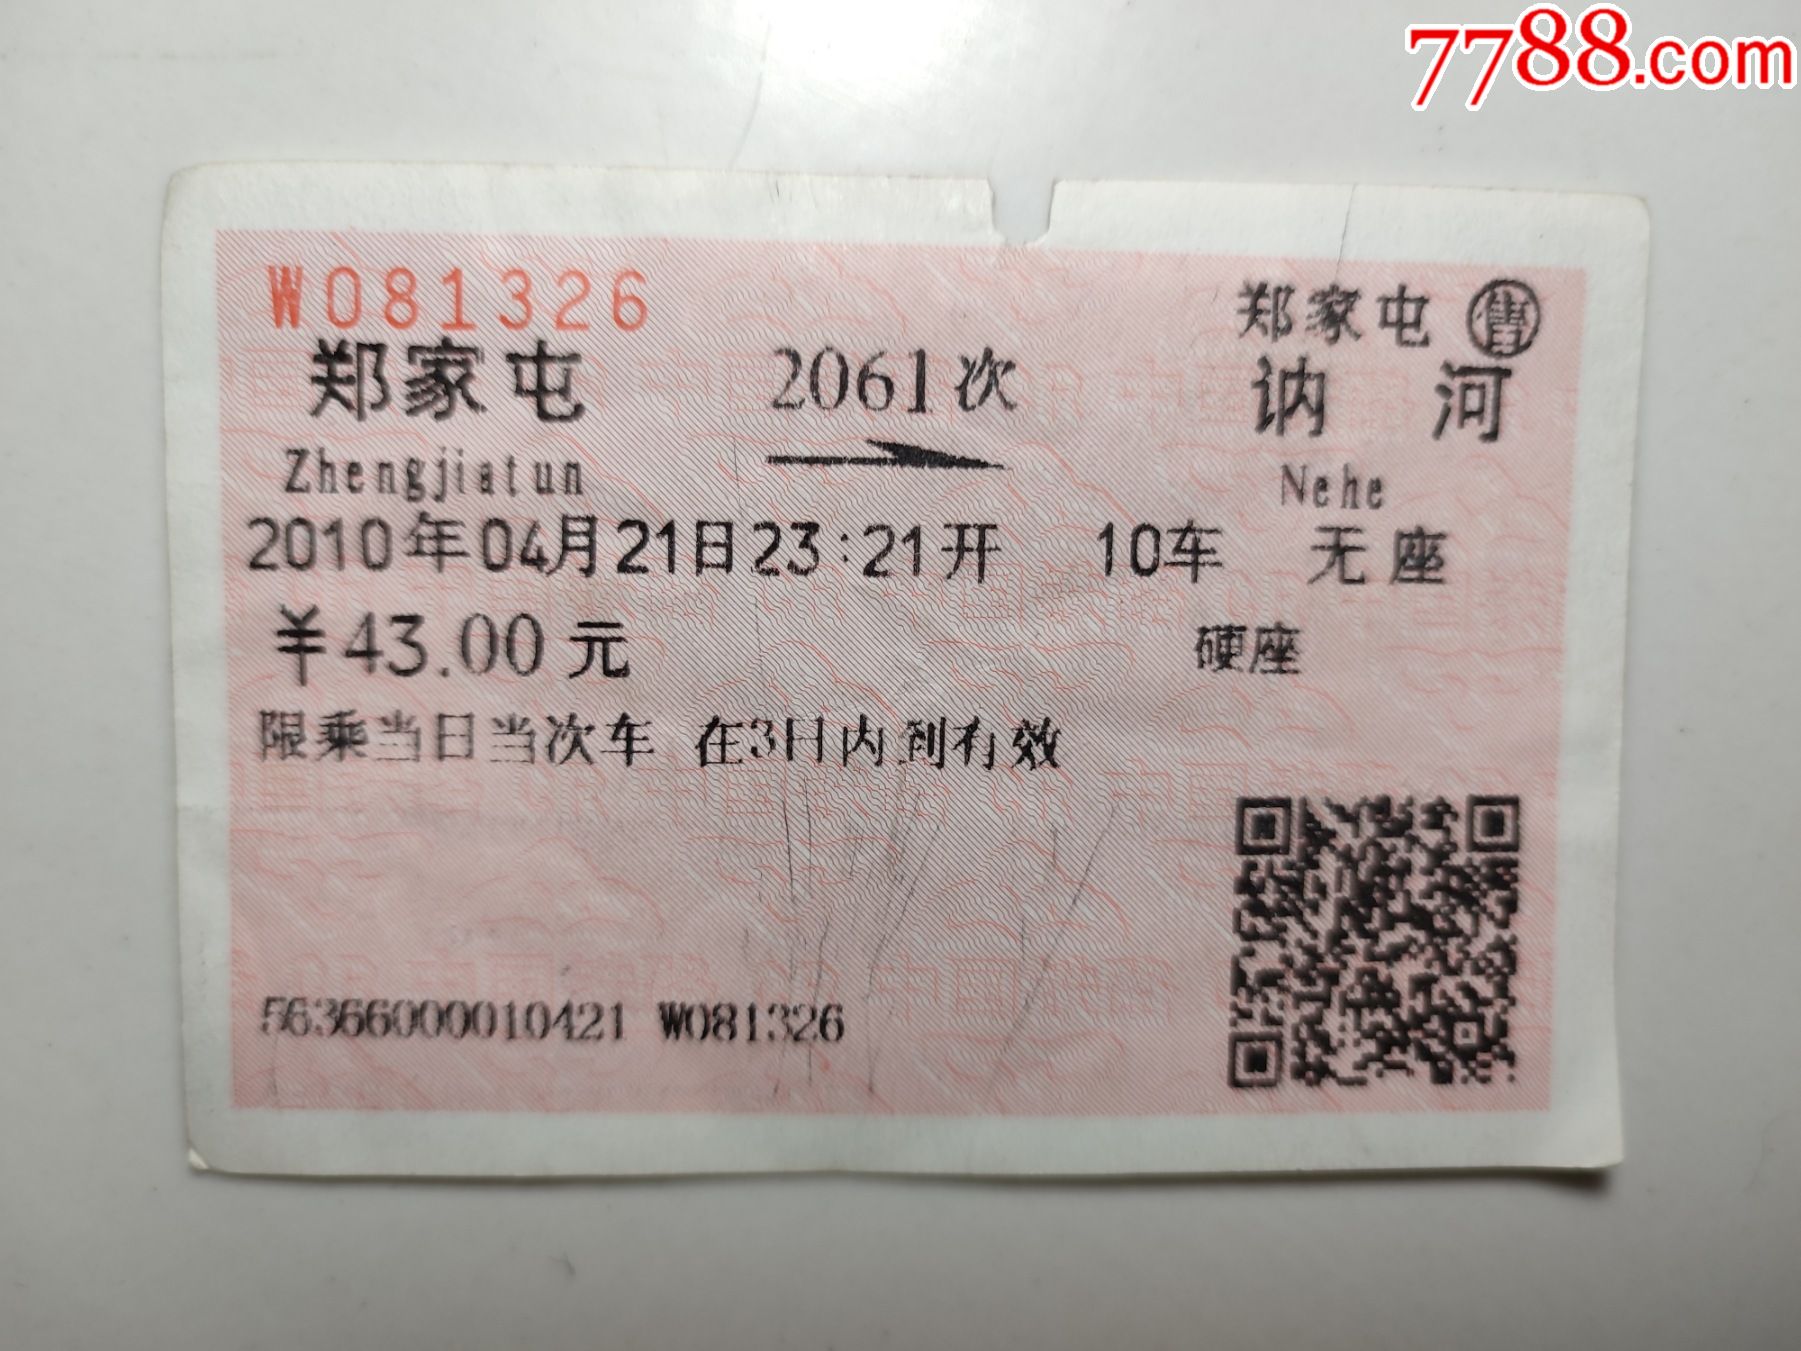 7788.com
W081326
郑家屯 售
郑家屯 2061次 讷河
Zhengjiatun Nehe
2010年04月21日23:21开 10车 无座
¥43.00元 硬座
限乘当日当次车 在3日内到有效
56366000010421 W081326